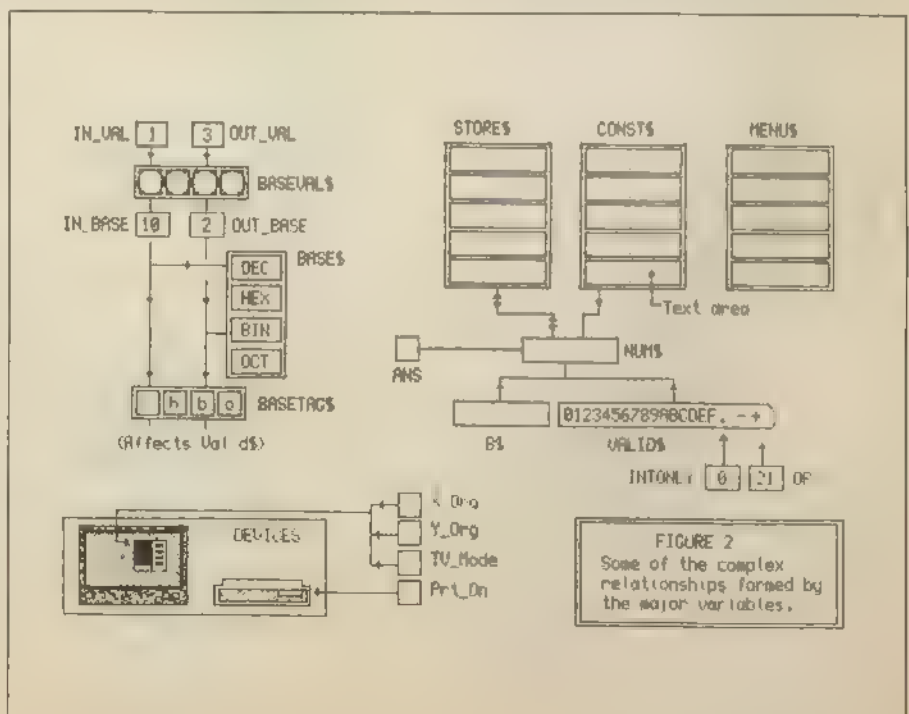 IN_VAL 1 3 OUT_VAL
BASEVAL$
IN_BASE 10 2 OUT_BASE
BASE$
DEC
HEX
BIN
OCT
h b o BASETAG$
(Affects Val d$)
STORE$ CONST$ MENU$
Text area
ANS
NUM$
B$
0123456789ABCDEF. -+
VALID$
0 21 OP
DEVICES
Y_Org
TV_Mode
Prt_On
FIGURE 2
Some of the complex
relationships formed by
the major variables.